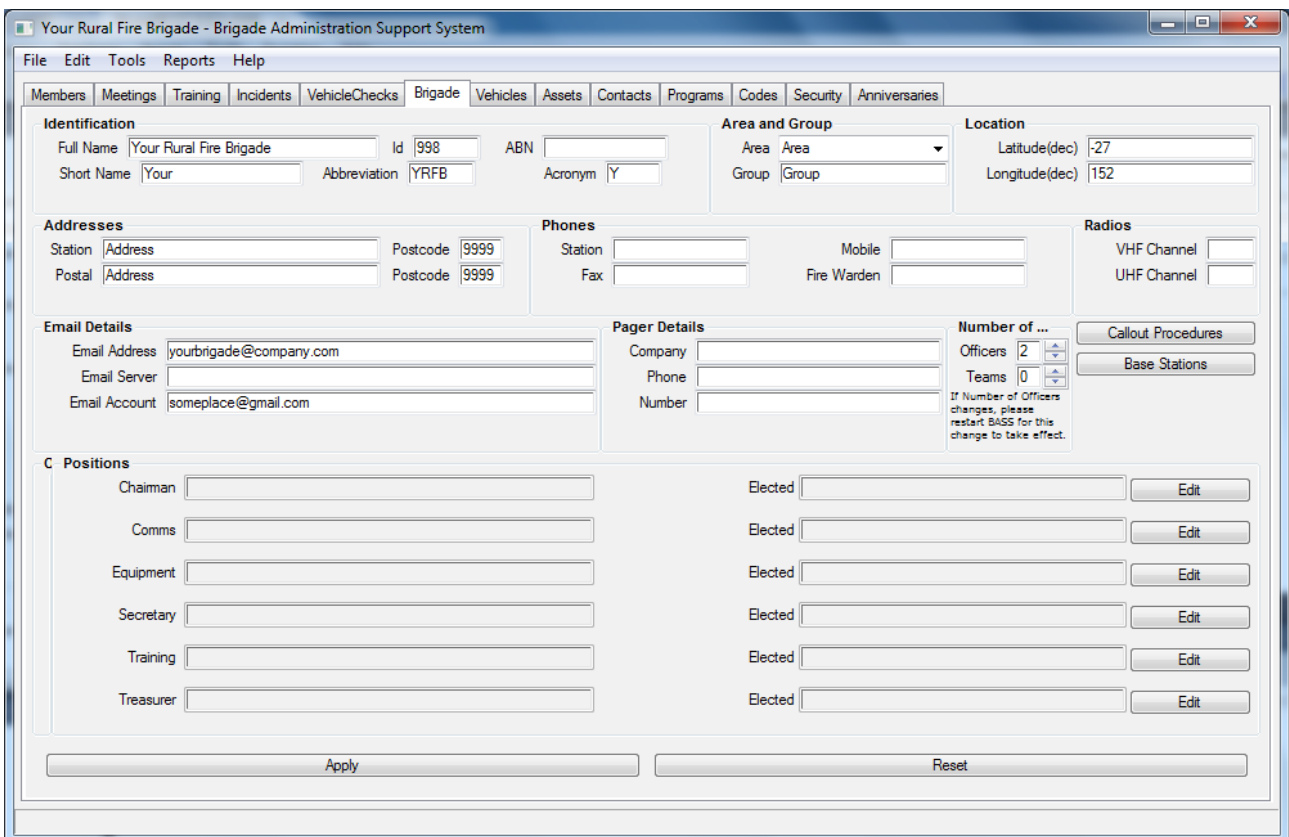 Your Rural Fire Brigade - Brigade Administration Support System
File Edit Tools Reports Help
Members Meetings Training Incidents VehicleChecks Brigade Vehicles Assets Contacts Programs Codes Security Anniversaries
Identification Area and Group Location
Full Name Your Rural Fire Brigade Id 998 ABN Area Area Latitude(dec) -27
Short Name Your Abbreviation YRFB Acronym Y Group Group Longitude(dec) 152
Addresses Phones Radios
Station Address Postcode 9999 Station Mobile VHF Channel
Postal Address Postcode 9999 Fax Fire Warden UHF Channel
Email Details Pager Details Number of ... Callout Procedures
Email Address yourbrigade@company.com Company Officers 2
Email Server Phone Teams 0 Base Stations
Email Account someplace@gmail.com Number
If Number of Officers
changes, please
restart BASS for this
change to take effect.
C Positions
Chairman Elected Edit
Comms Elected Edit
Equipment Elected Edit
Secretary Elected Edit
Training Elected Edit
Treasurer Elected Edit
Apply Reset